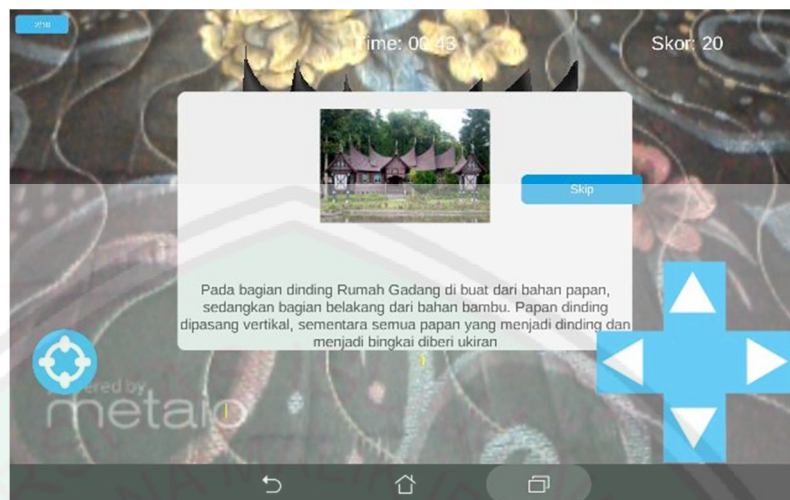 2/10
Time: 00:43
Skor: 20
Skip
Pada bagian dinding Rumah Gadang di buat dari bahan papan,
sedangkan bagian belakang dari bahan bambu. Papan dinding
dipasang vertikal, sementara semua papan yang menjadi dinding dan
menjadi bingkai diberi ukiran
powered by
metaio